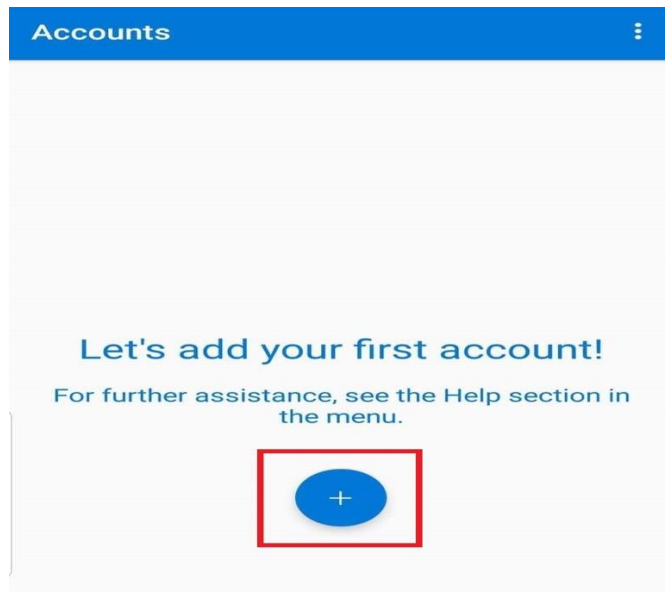 Accounts
Let's add your first account!
For further assistance, see the Help section in
the menu.
+